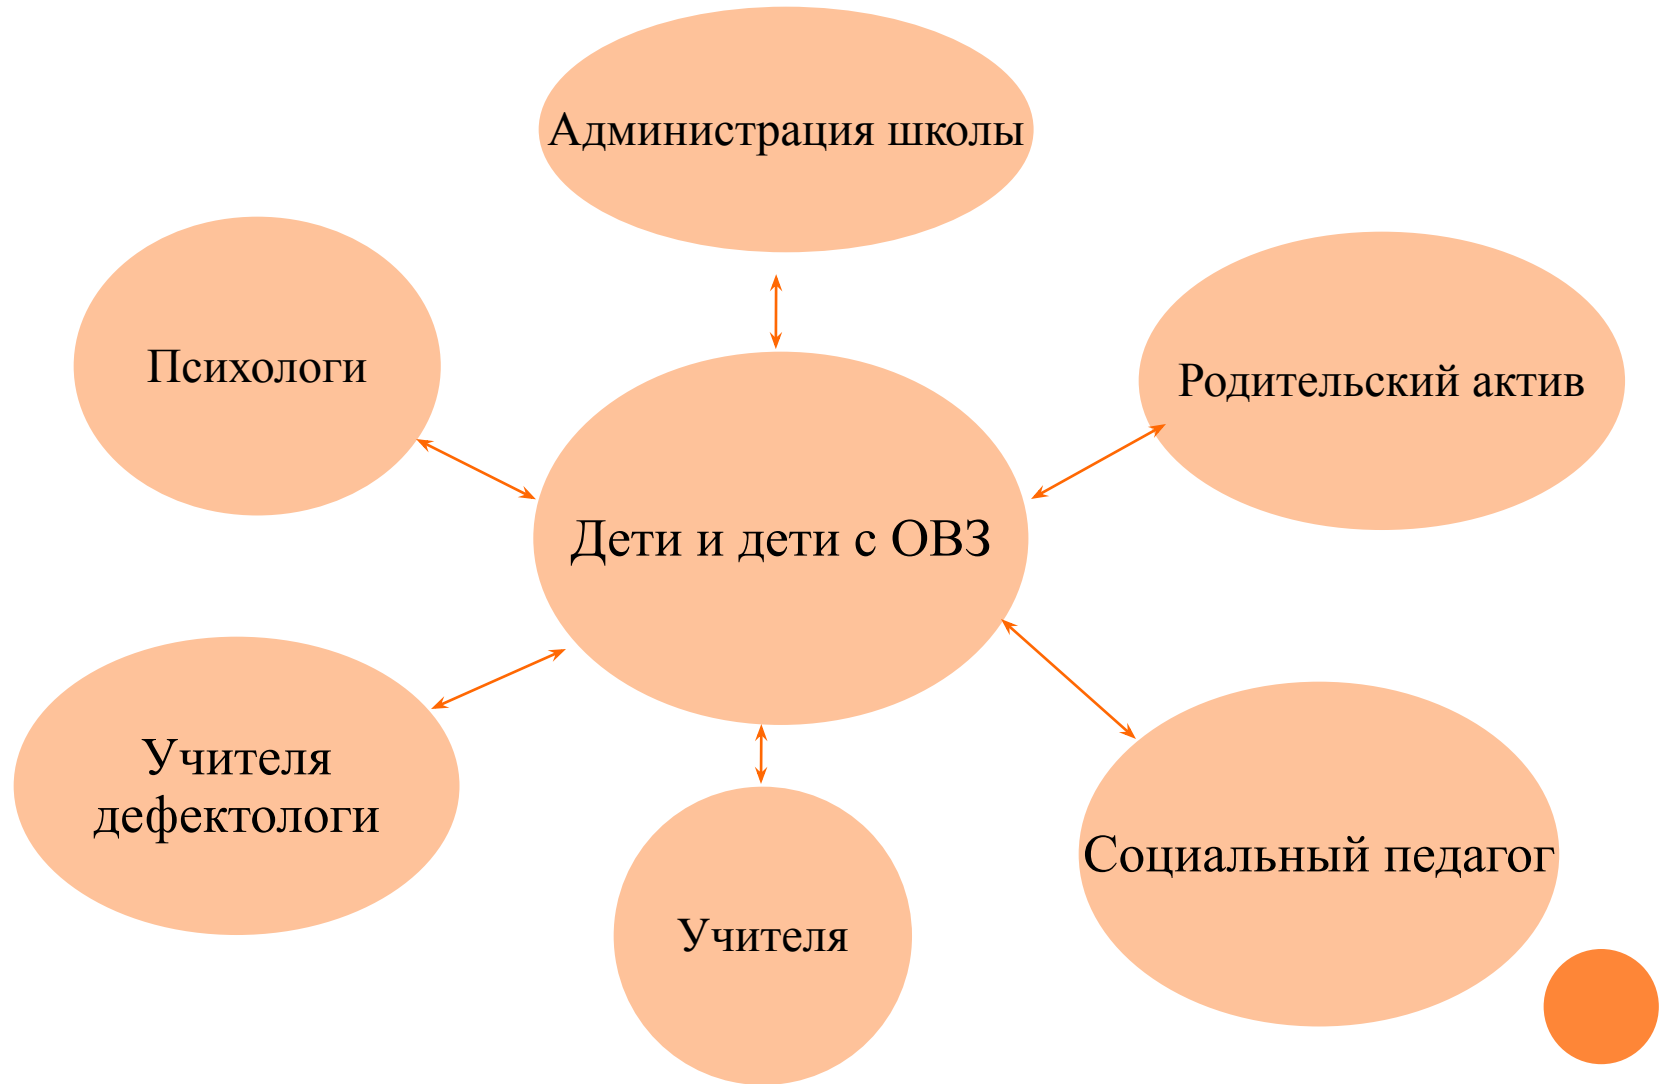 Администрация школы
Психологи
Родительский актив
Дети и дети с ОВЗ
Учителя
дефектологи
Социальный педагог
Учителя